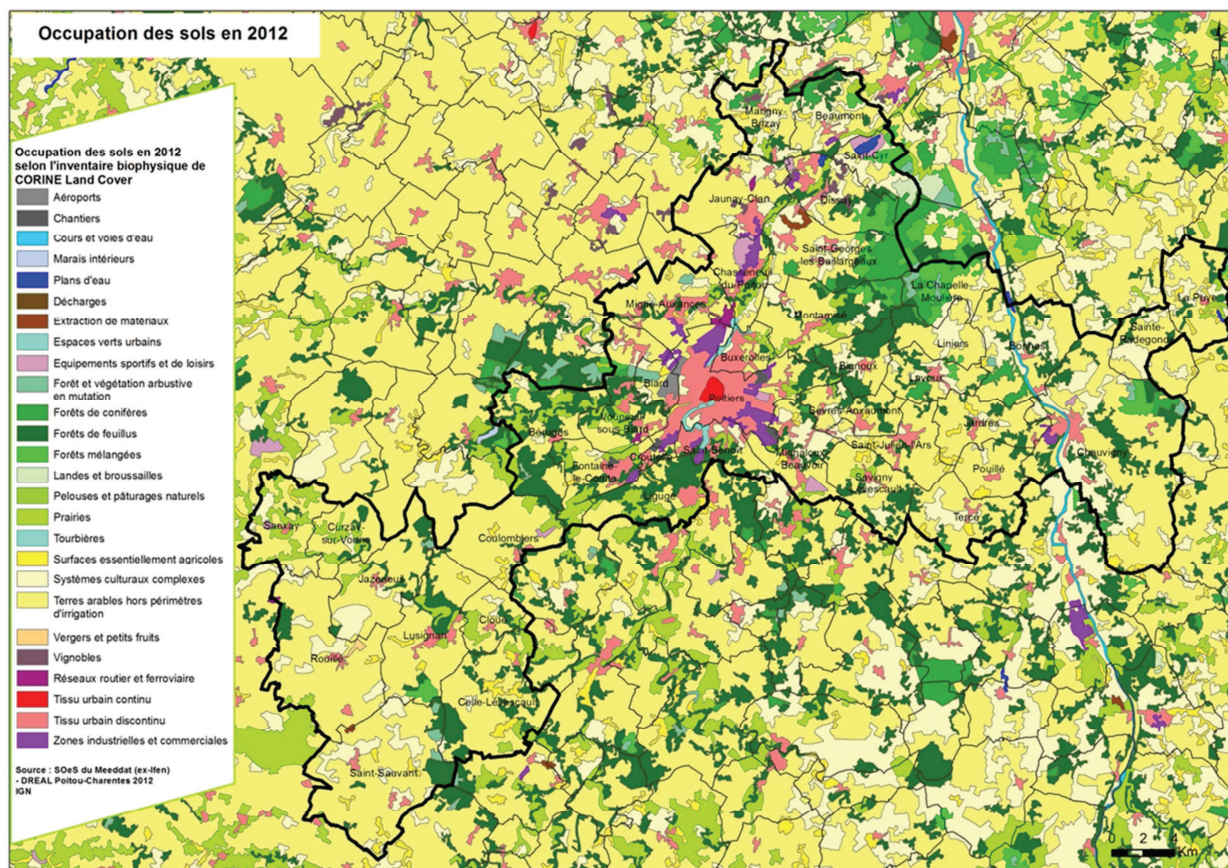 Occupation des sols en 2012
Occupation des sols en 2012
selon l'inventaire biophysique de
CORINE Land Cover
Aéroports
Chantiers
Cours et voies d'eau
Marais intérieurs
Plans d'eau
Décharges
Extraction de matériaux
Espaces verts urbains
Equipements sportifs et de loisirs
Forêt et végétation arbustive
en mutation
Forêts de conifères
Forêts de feuillus
Forêts mélangées
Landes et broussailles
Pelouses et pâturages naturels
Prairies
Tourbières
Surfaces essentiellement agricoles
Systèmes culturaux complexes
Terres arables hors périmètres
d'irrigation
Vergers et petits fruits
Vignobles
Réseaux routier et ferroviaire
Tissu urbain continu
Tissu urbain discontinu
Zones industrielles et commerciales
Source : SOeS du Meeddat (ex-Ifen)
- DREAL Poitou-Charentes 2012
IGN
Marigny-
Brizay
Beaumont
Saint-Cyr
Jaunay-Clan
Dissay
Saint-Georges
les-Baillargeaux
Chasseneuil
du-Poitou
La Chapelle-
Moulière
La Puye
Migné-Auxances
Montamisé
Sainte-
Radegonde
Liniers
Bonnes
Buxerolles
Bignoux
Lavoux
Biard
Poitiers
Vouneuil-
sous-Biard
Sèvres-Anxaumont
Jardres
Béruges
Saint-Benoît
Mignaloux-
Beauvoir
Saint-Julien-l'Ars
Chauvigny
Croutelle
Fontaine-
le-Comte
Pouillé
Savigny
Lévescault
Ligugé
Tercé
Sanxay
Curzay-
sur-Vonne
Coulombiers
Jazeneuil
Cloué
Lusignan
Rouillé
Celle-Lévescault
Saint-Sauvant
0 2 4
Km